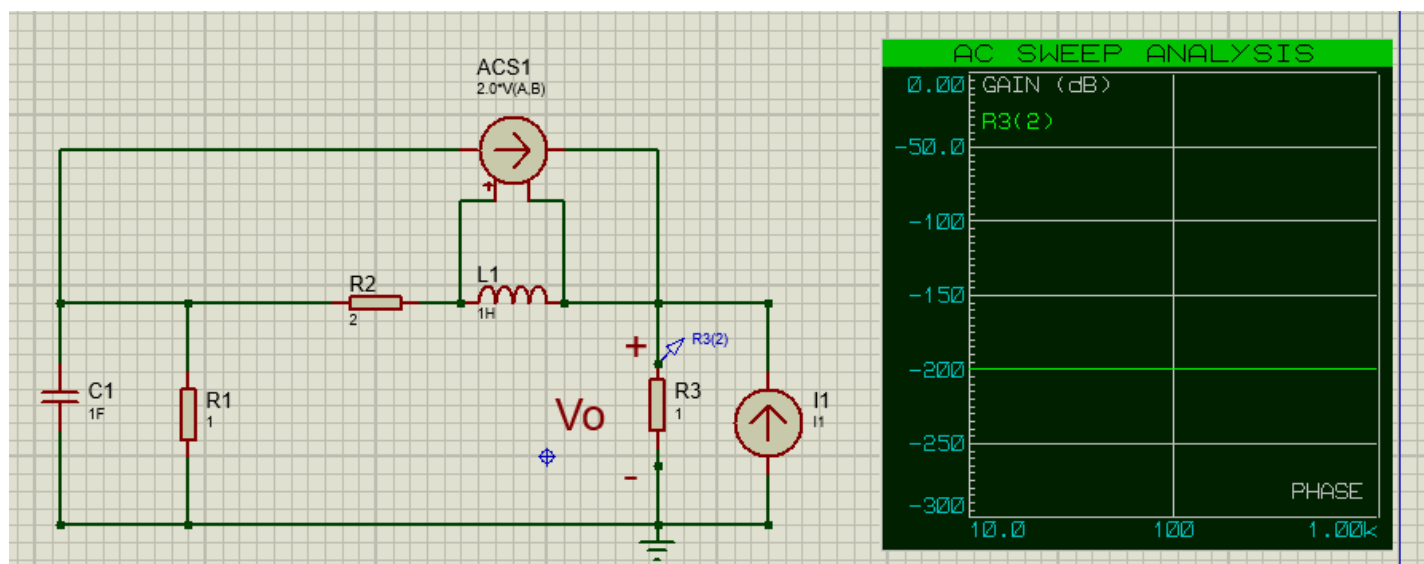 ACS1
2.0*V(A,B)
+
R2
2
L1
1H
C1
1F
R1
1
+
R3(2)
Vo
-
R3
1
I1
I1
AC SWEEP ANALYSIS
GAIN (dB)
R3(2)
0.00
-50.0
-100
-150
-200
-250
-300
PHASE
10.0
100
1.00k